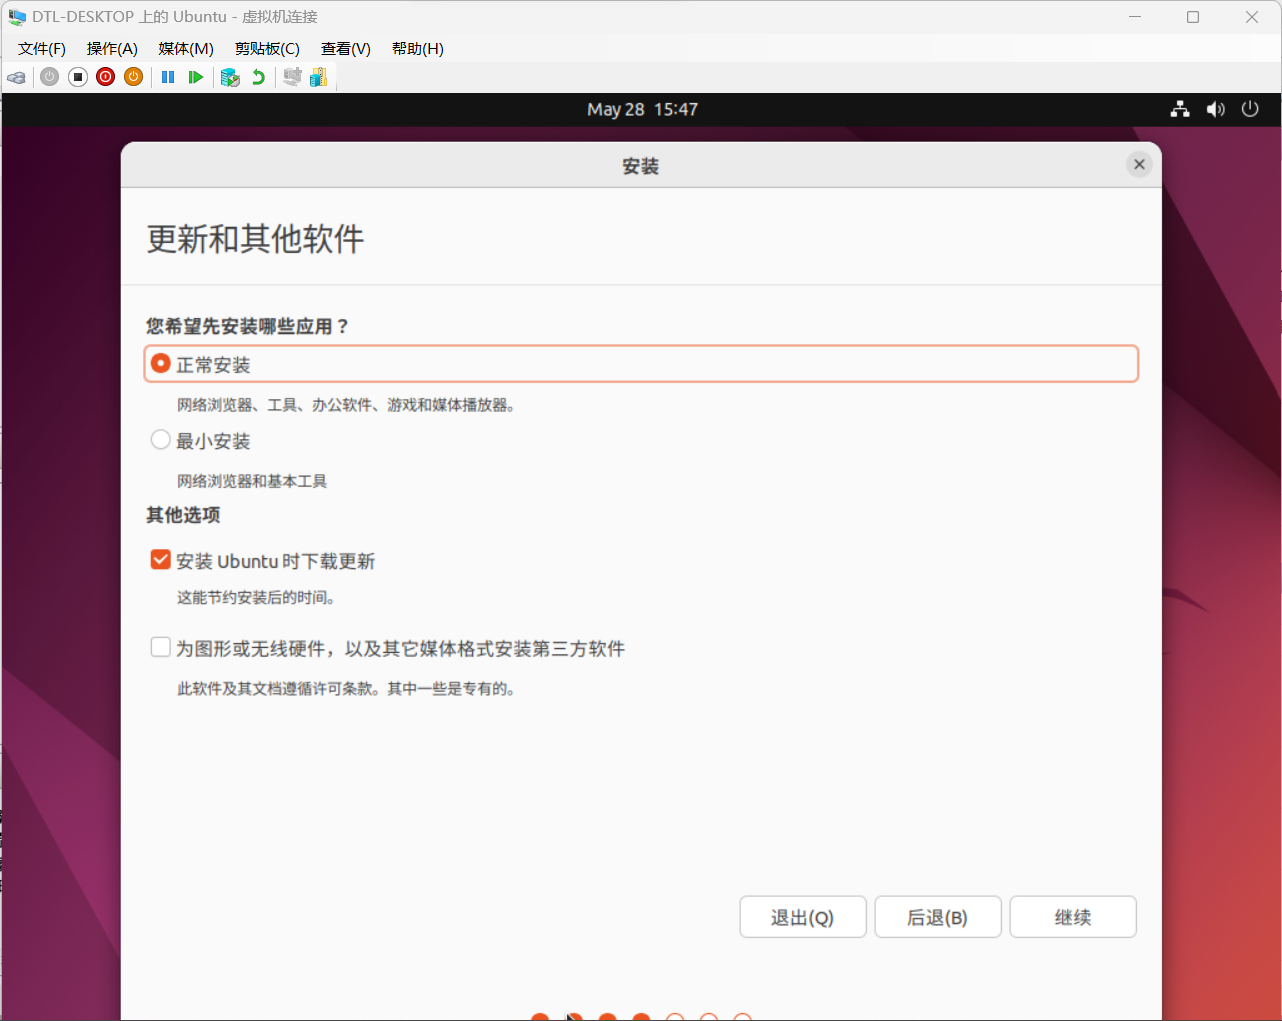 DTL-DESKTOP 上的 Ubuntu - 虚拟机连接
文件(F) 操作(A) 媒体(M) 剪贴板(C) 查看(V) 帮助(H)
May 28 15:47
安装
更新和其他软件
您希望先安装哪些应用？
正常安装
网络浏览器、工具、办公软件、游戏和媒体播放器。
最小安装
网络浏览器和基本工具
其他选项
安装 Ubuntu 时下载更新
这能节约安装后的时间。
为图形或无线硬件，以及其它媒体格式安装第三方软件
此软件及其文档遵循许可条款。其中一些是专有的。
退出(Q) 后退(B) 继续